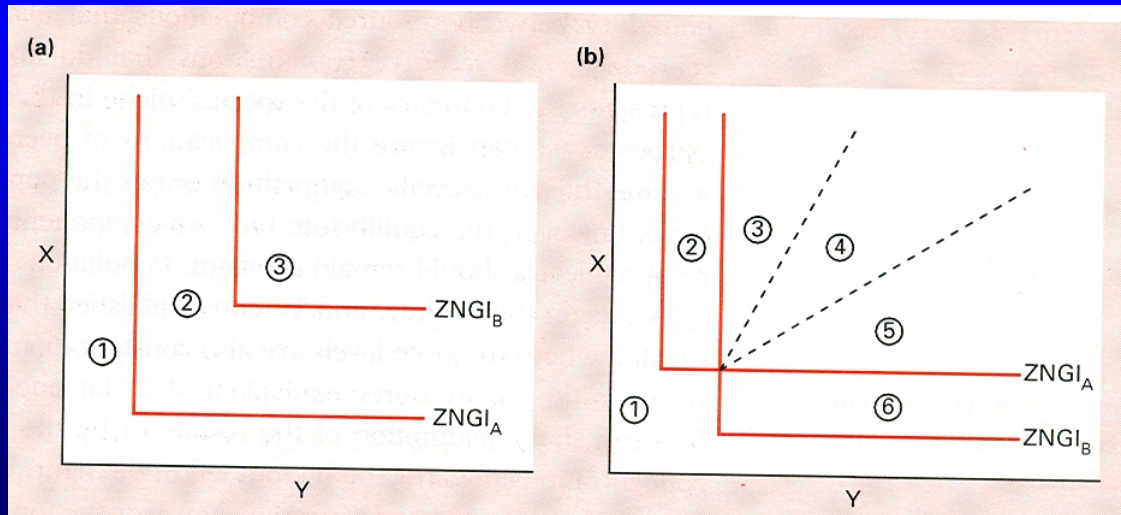 (a)
X
①
②
③
ZNGI_B
ZNGI_A
Y
(b)
X
①
②
③
④
⑤
⑥
ZNGI_A
ZNGI_B
Y